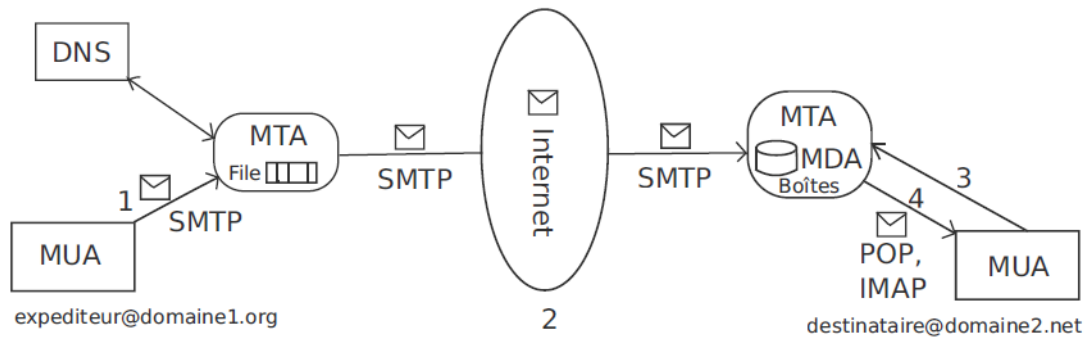 DNS
MTA
File
SMTP
1
SMTP
MUA
expediteur@domaine1.org
Internet
2
SMTP
MTA
MDA
Boîtes
3
4
POP,
IMAP
MUA
destinataire@domaine2.net